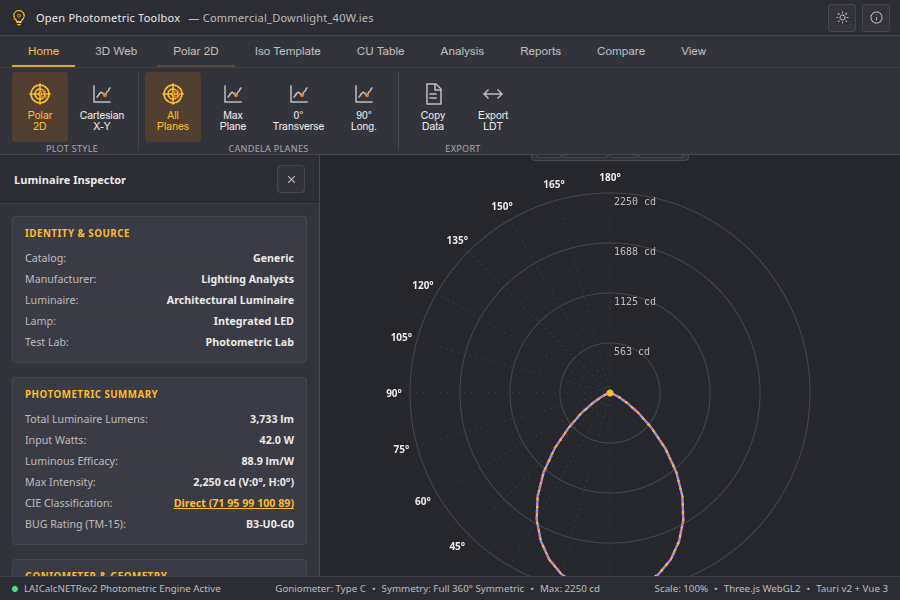 Open Photometric Toolbox — Commercial_Downlight_40W.ies
Home 3D Web Polar 2D Iso Template CU Table Analysis Reports Compare View
Polar 2D
Cartesian X-Y
All Planes
Max Plane
0° Transverse
90° Long.
Copy Data
Export LDT
PLOT STYLE CANDELA PLANES EXPORT
Luminaire Inspector
IDENTITY & SOURCE
Catalog: Generic
Manufacturer: Lighting Analysts
Luminaire: Architectural Luminaire
Lamp: Integrated LED
Test Lab: Photometric Lab
PHOTOMETRIC SUMMARY
Total Luminaire Lumens: 3,733 lm
Input Watts: 42.0 W
Luminous Efficacy: 88.9 lm/W
Max Intensity: 2,250 cd (V:0°, H:0°)
CIE Classification: Direct (71 95 99 100 89)
BUG Rating (TM-15): B3-U0-G0
GONIOMETER & GEOMETRY
180°
165°
150°
135°
120°
105°
90°
75°
60°
45°
2250 cd
1688 cd
1125 cd
563 cd
LAICalcNETRev2 Photometric Engine Active
Goniometer: Type C • Symmetry: Full 360° Symmetric • Max: 2250 cd
Scale: 100% • Three.js WebGL2 • Tauri v2 + Vue 3